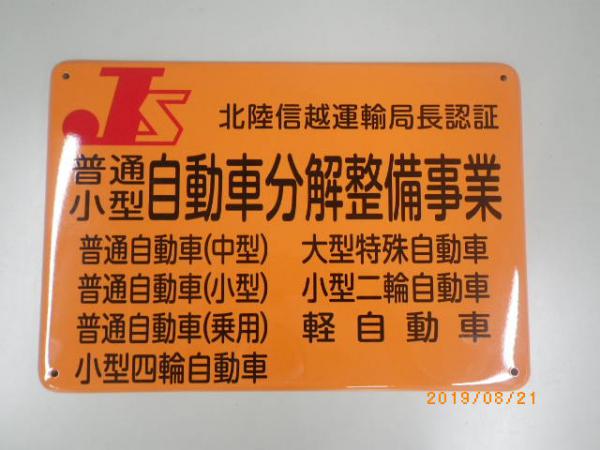 JS
北陸信越運輸局長認証
普通
小型
自動車分解整備事業
普通自動車(中型) 大型特殊自動車
普通自動車(小型) 小型二輪自動車
普通自動車(乗用) 軽自動車
小型四輪自動車
2019/08/21